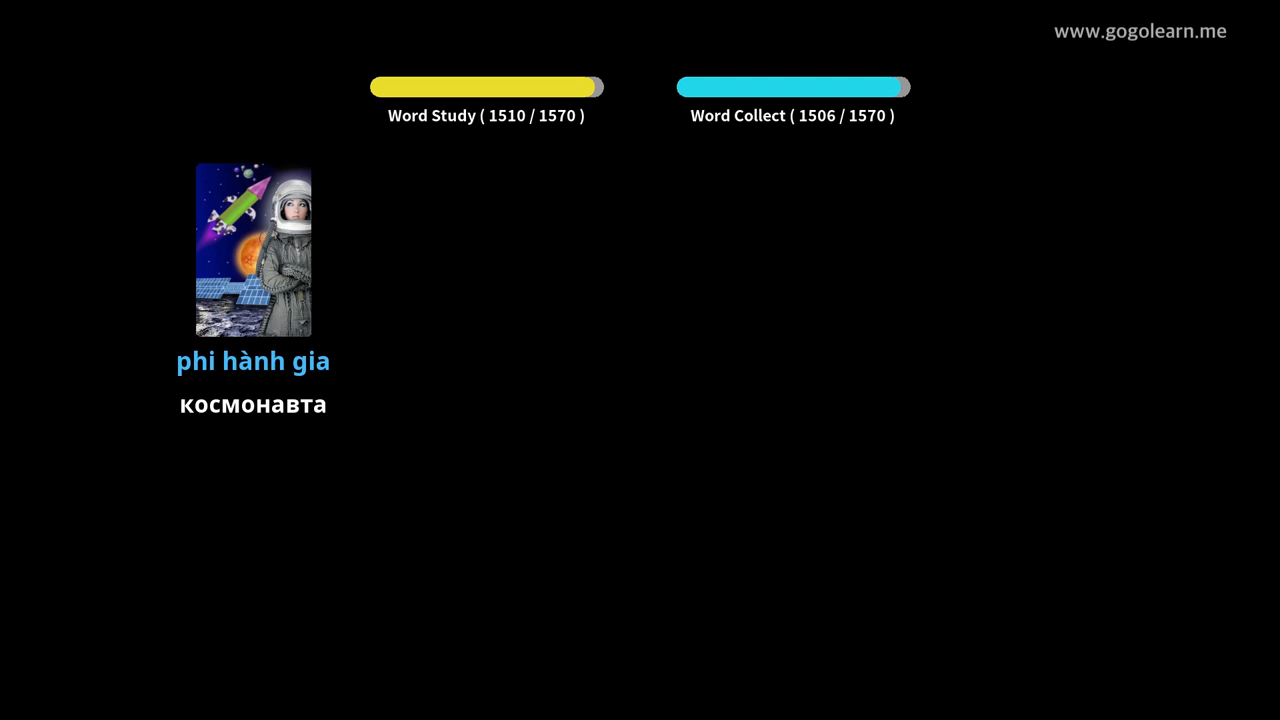 www.gogolearn.me
Word Study ( 1510 / 1570 )
Word Collect ( 1506 / 1570 )
phi hành gia
космонавта